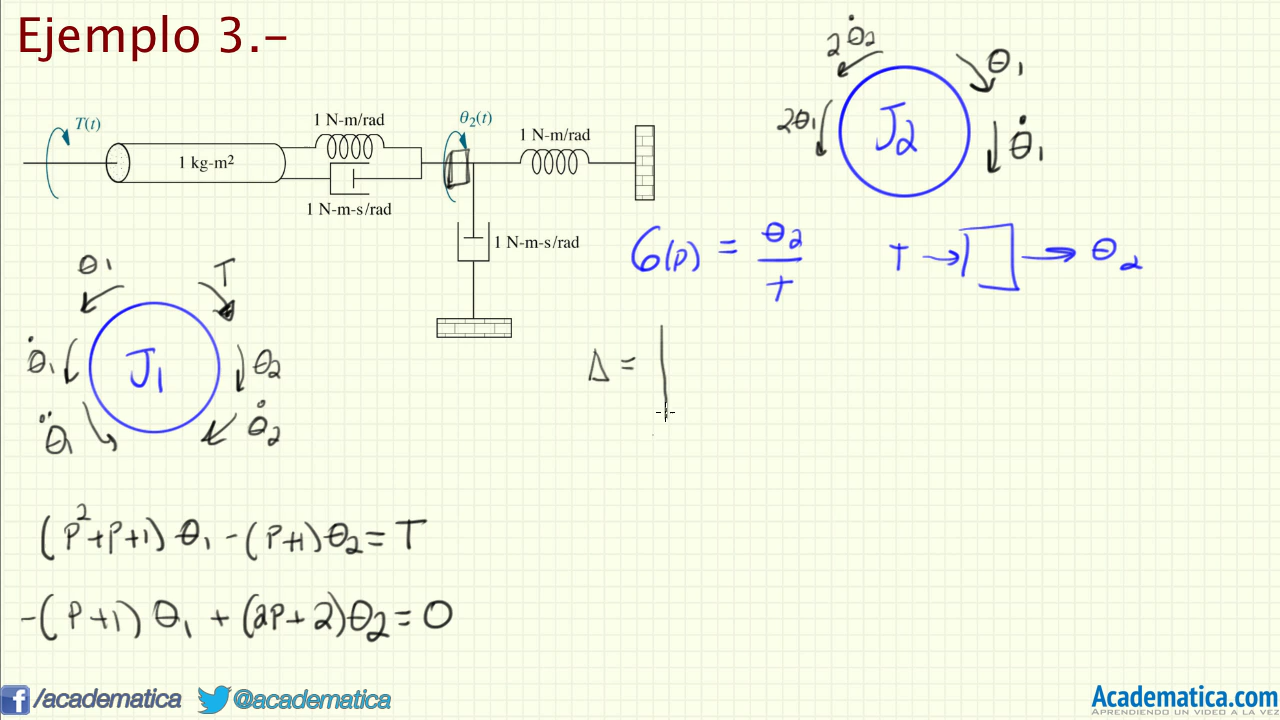 Ejemplo 3.-
T(t)
1 kg-m²
1 N-m/rad
1 N-m-s/rad
θ₂(t)
1 N-m/rad
1 N-m-s/rad
2θ̇₂
θ₁
2θ₁
J₂
θ̇₁
G(p) = θ₂/T
T → θ₂
θ₁
T
θ̇₁
J₁
θ₂
θ̈₁
θ̇₂
Δ = |
(p²+p+1)θ₁ -(p+1)θ₂ = T
-(p+1)θ₁ + (2p+2)θ₂ = 0
/academatica
@academatica
Academatica.com
APRENDIENDO UN VIDEO A LA VEZ